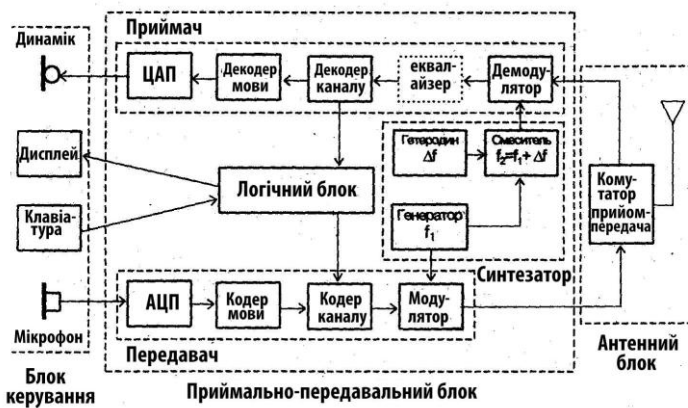 Динамік
Приймач
ЦАП
Декодер
мови
Декодер
каналу
еквал-
айзер
Демоду-
лятор
Дисплей
Клавіа-
тура
Логічний блок
Гетеродин
Δf
Смеситель
f₂=f₁+ Δf
Генератор
f₁
Синтезатор
Кому-
татор
прийом-
передача
Мікрофон
АЦП
Кодер
мови
Кодер
каналу
Моду-
лятор
Передавач
Блок
керування
Приймально-передавальний блок
Антенний
блок